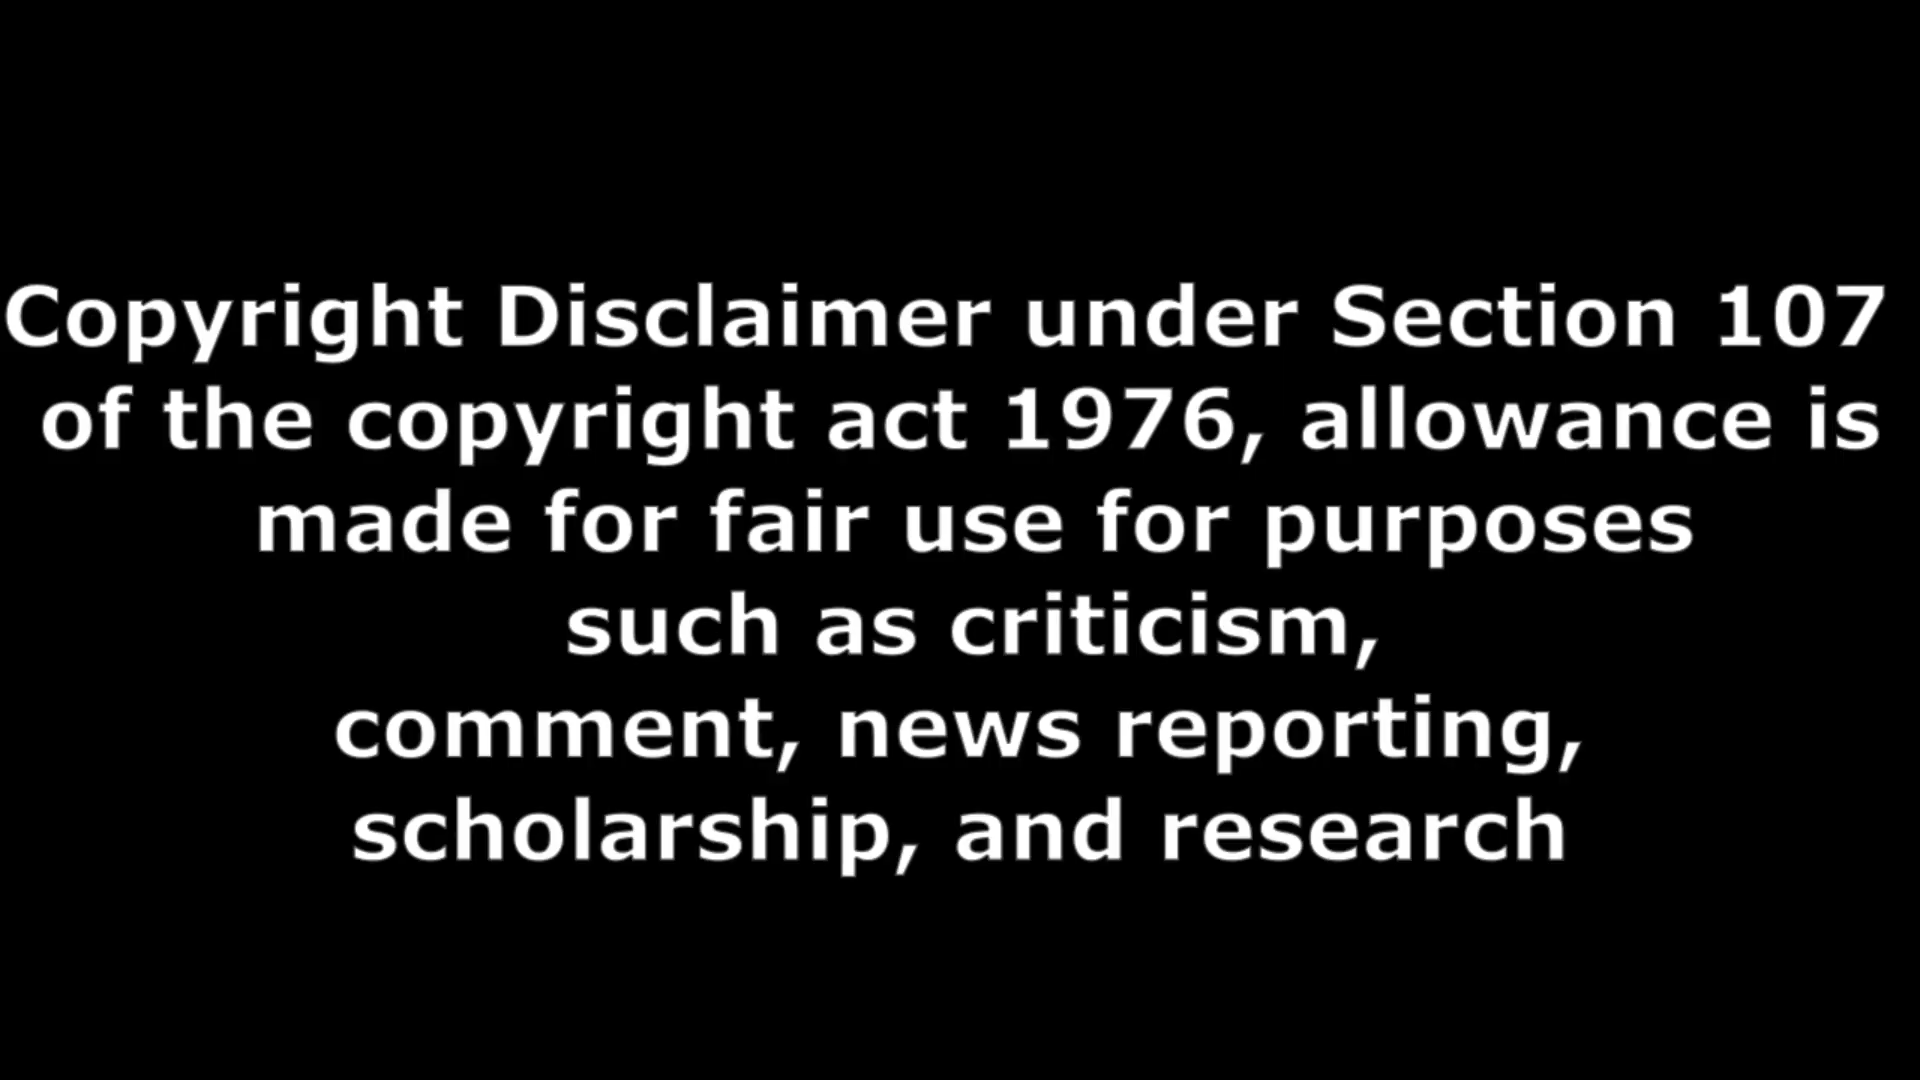 Copyright Disclaimer under Section 107
of the copyright act 1976, allowance is
made for fair use for purposes
such as criticism,
comment, news reporting,
scholarship, and research